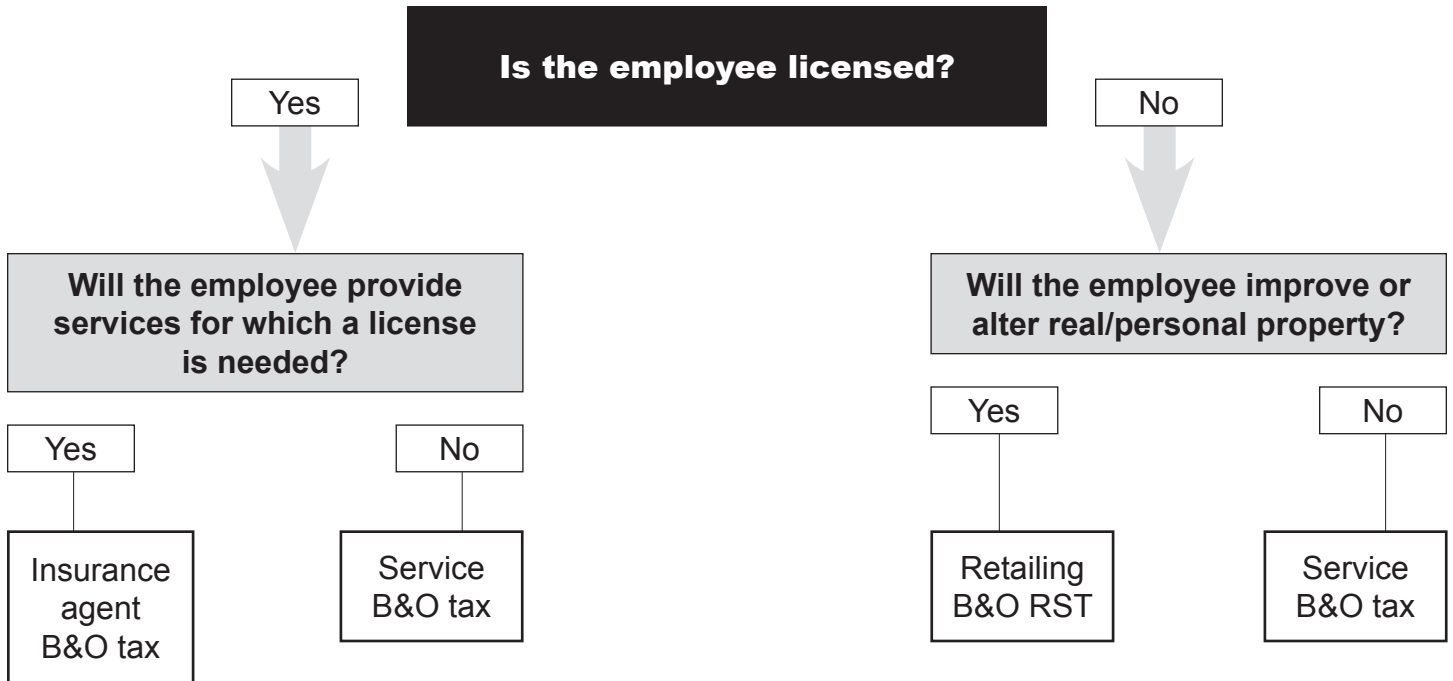 Is the employee licensed?
Yes
No
Will the employee provide
services for which a license
is needed?
Will the employee improve or
alter real/personal property?
Yes
No
Yes
No
Insurance
agent
B&O tax
Service
B&O tax
Retailing
B&O RST
Service
B&O tax